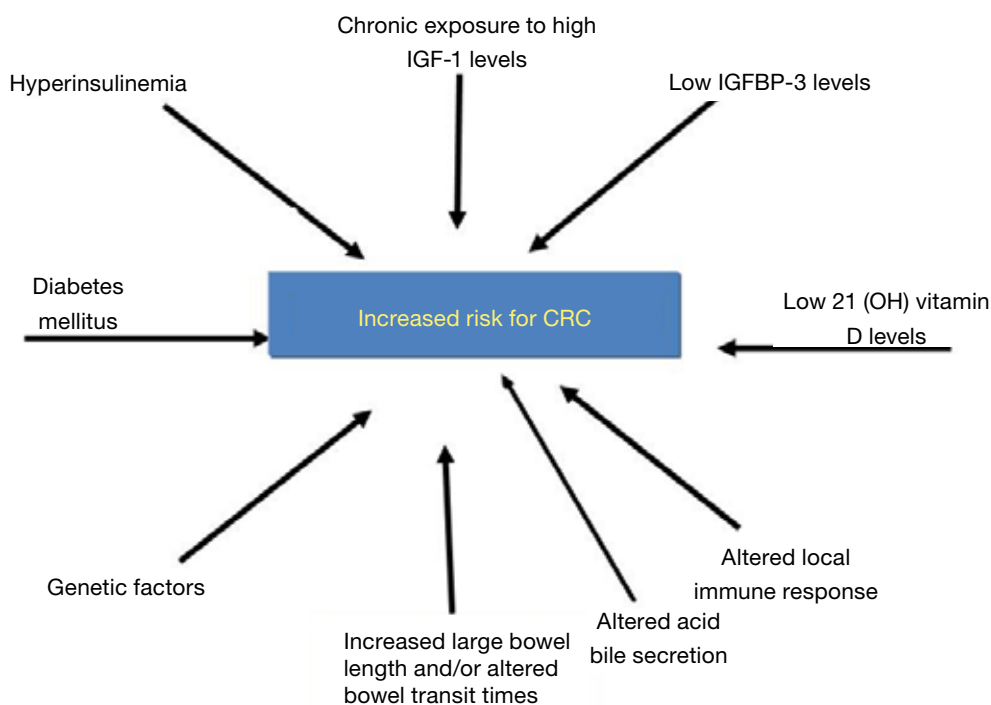 Chronic exposure to high
IGF-1 levels
Hyperinsulinemia
Low IGFBP-3 levels
Diabetes
mellitus
Increased risk for CRC
Low 21 (OH) vitamin
D levels
Genetic factors
Increased large bowel
length and/or altered
bowel transit times
Altered acid
bile secretion
Altered local
immune response